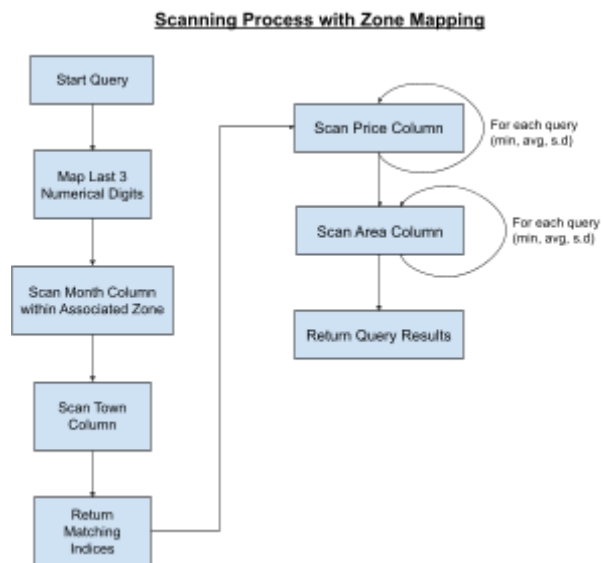 Scanning Process with Zone Mapping
Start Query
Map Last 3
Numerical Digits
Scan Month Column
within Associated Zone
Scan Town
Column
Return
Matching
Indices
Scan Price Column
For each query
(min, avg, s.d)
Scan Area Column
For each query
(min, avg, s.d)
Return Query Results